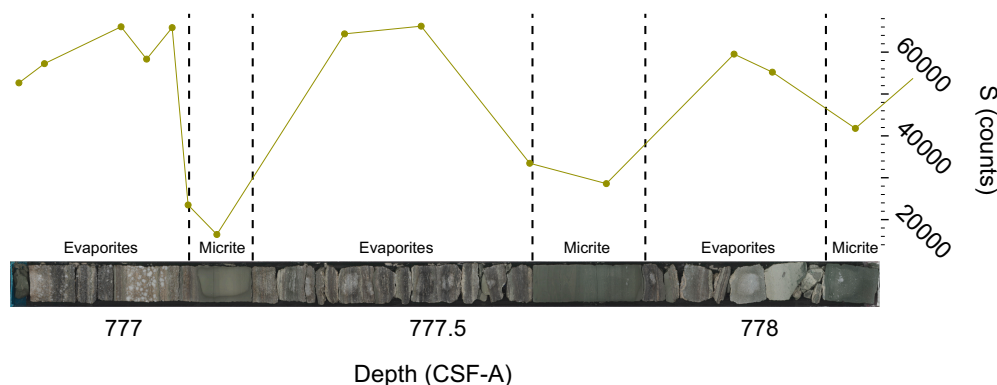 60000
40000
20000
S (counts)
Evaporites Micrite Evaporites Micrite Evaporites Micrite
777 777.5 778
Depth (CSF-A)